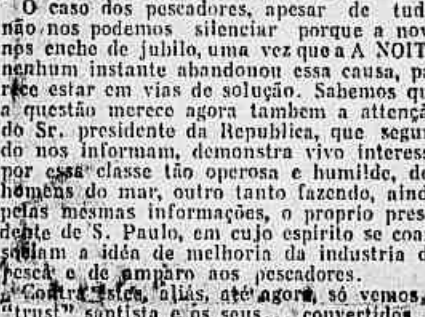 O caso dos pescadores, apesar de tud
não nos podemos silenciar porque a nov
nos enche de jubilo, uma vez que a A NOIT
nenhum instante abandonou essa causa, pa
rece estar em vias de solução. Sabemos qu
a questão merece agora tambem a attençã
do Sr. presidente da Republica, que segun
do nos informam, demonstra vivo interess
por essa classe tão operosa e humilde, de
homens do mar, outro tanto fazendo, aind
pelas mesmas informações, o proprio pres
dente de S. Paulo, em cujo espirito se coa
a idéa de melhoria da industria d
pesca e de amparo aos pescadores.
Contra estes, aliás, até agora, só vemos,
"trust" santista e os seus convertidos